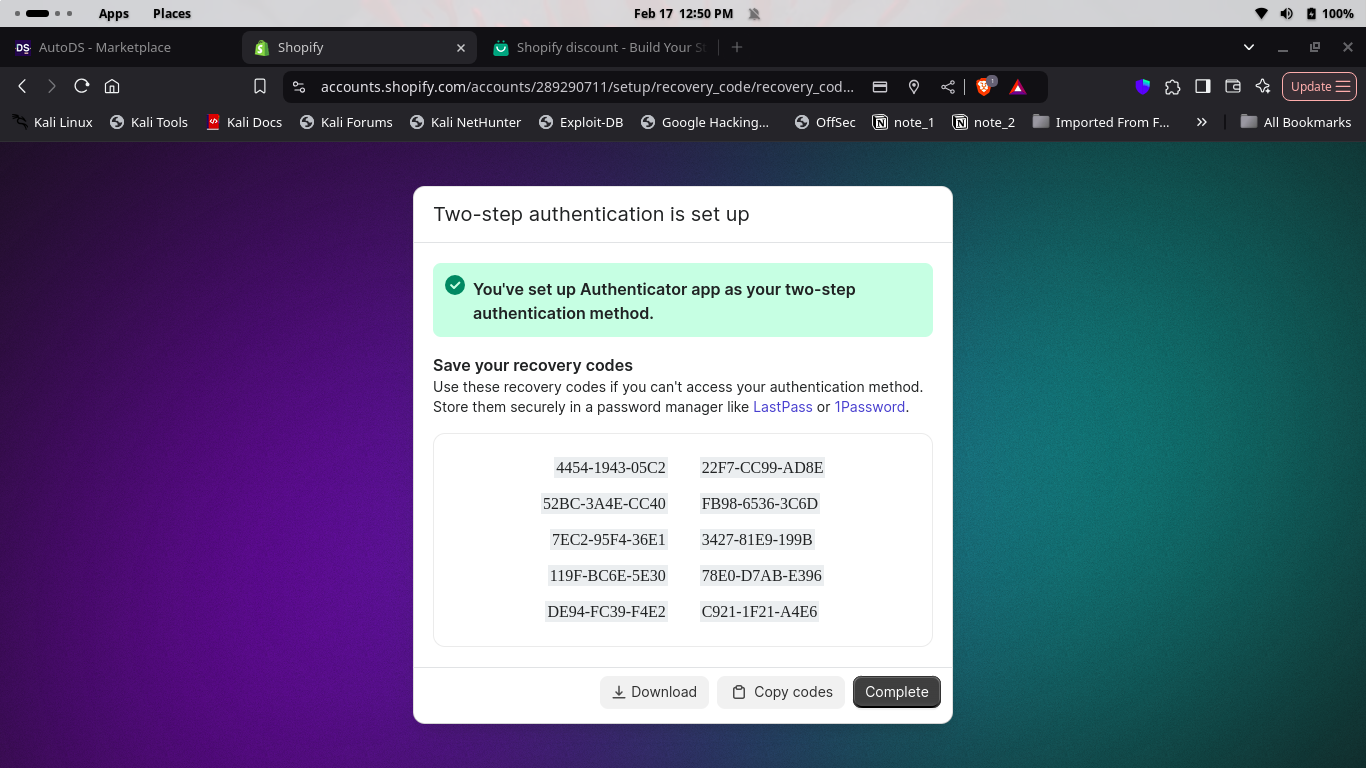 Apps Places Feb 17 12:50 PM 100%
AutoDS - Marketplace Shopify Shopify discount - Build Your St
accounts.shopify.com/accounts/289290711/setup/recovery_code/recovery_cod... 1 Update
Kali Linux Kali Tools Kali Docs Kali Forums Kali NetHunter Exploit-DB Google Hacking... OffSec note_1 note_2 Imported From F... » All Bookmarks
Two-step authentication is set up
You've set up Authenticator app as your two-step
authentication method.
Save your recovery codes
Use these recovery codes if you can't access your authentication method.
Store them securely in a password manager like LastPass or 1Password.
4454-1943-05C2 22F7-CC99-AD8E
52BC-3A4E-CC40 FB98-6536-3C6D
7EC2-95F4-36E1 3427-81E9-199B
119F-BC6E-5E30 78E0-D7AB-E396
DE94-FC39-F4E2 C921-1F21-A4E6
Download Copy codes Complete